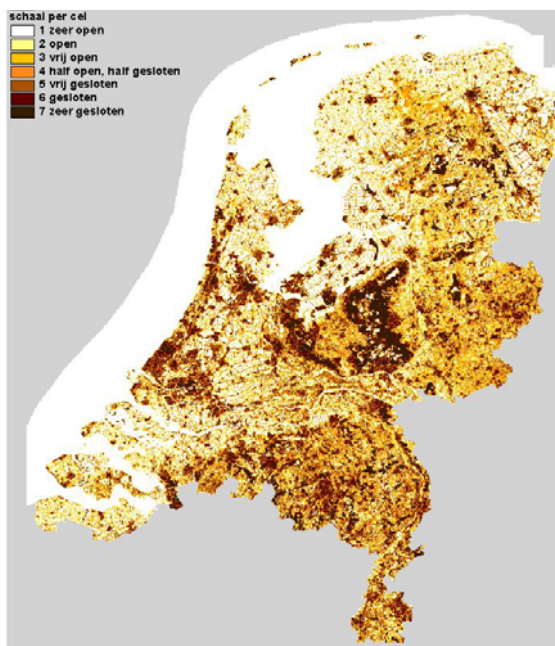 schaal per cel
1 zeer open
2 open
3 vrij open
4 half open, half gesloten
5 vrij gesloten
6 gesloten
7 zeer gesloten